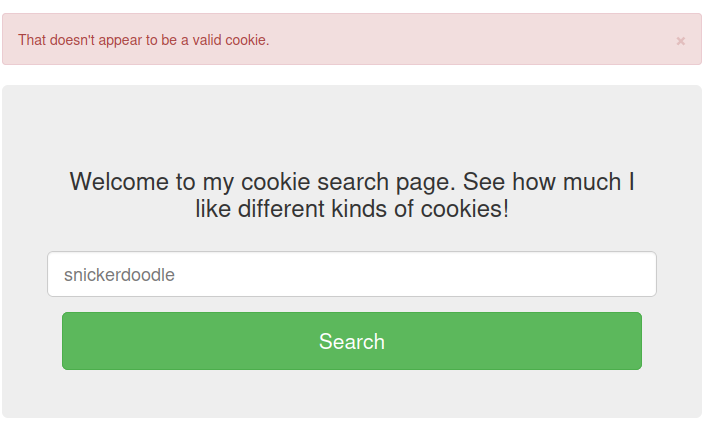 That doesn't appear to be a valid cookie.
×
Welcome to my cookie search page. See how much I
like different kinds of cookies!
snickerdoodle
Search